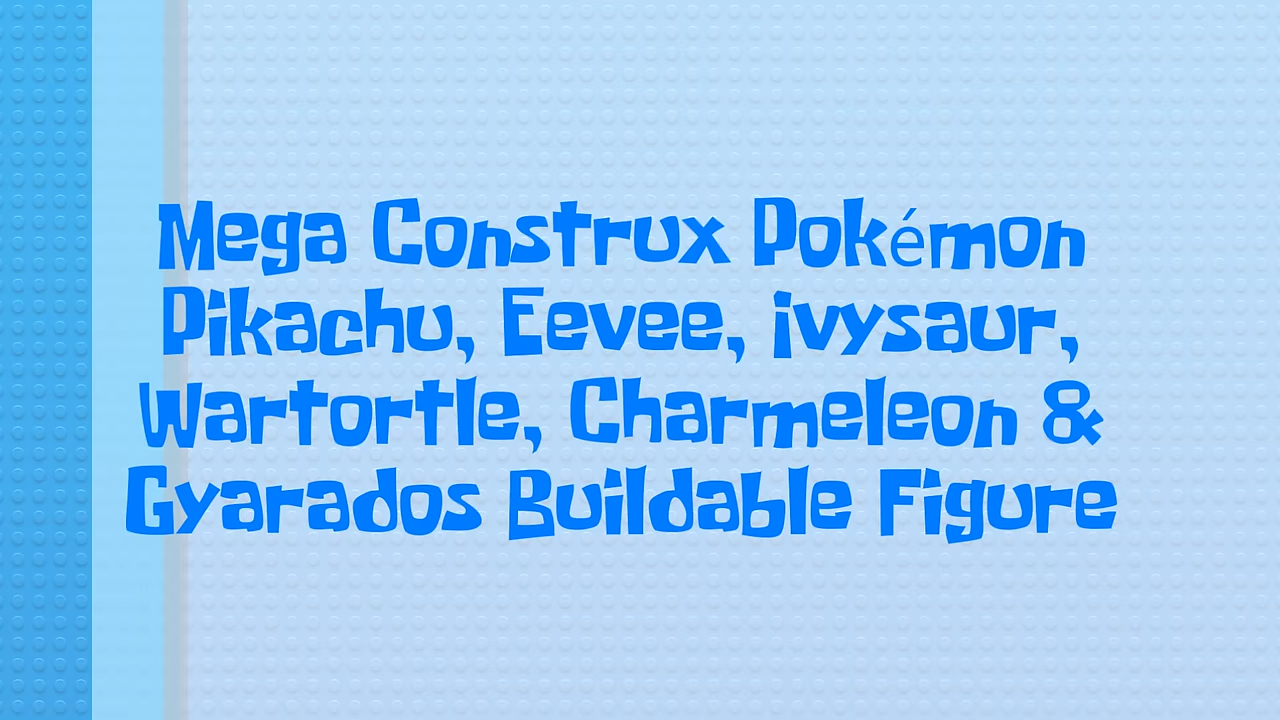 Mega Construx Pokémon
Pikachu, Eevee, ivysaur,
Wartortle, Charmeleon &
Gyarados Buildable Figure